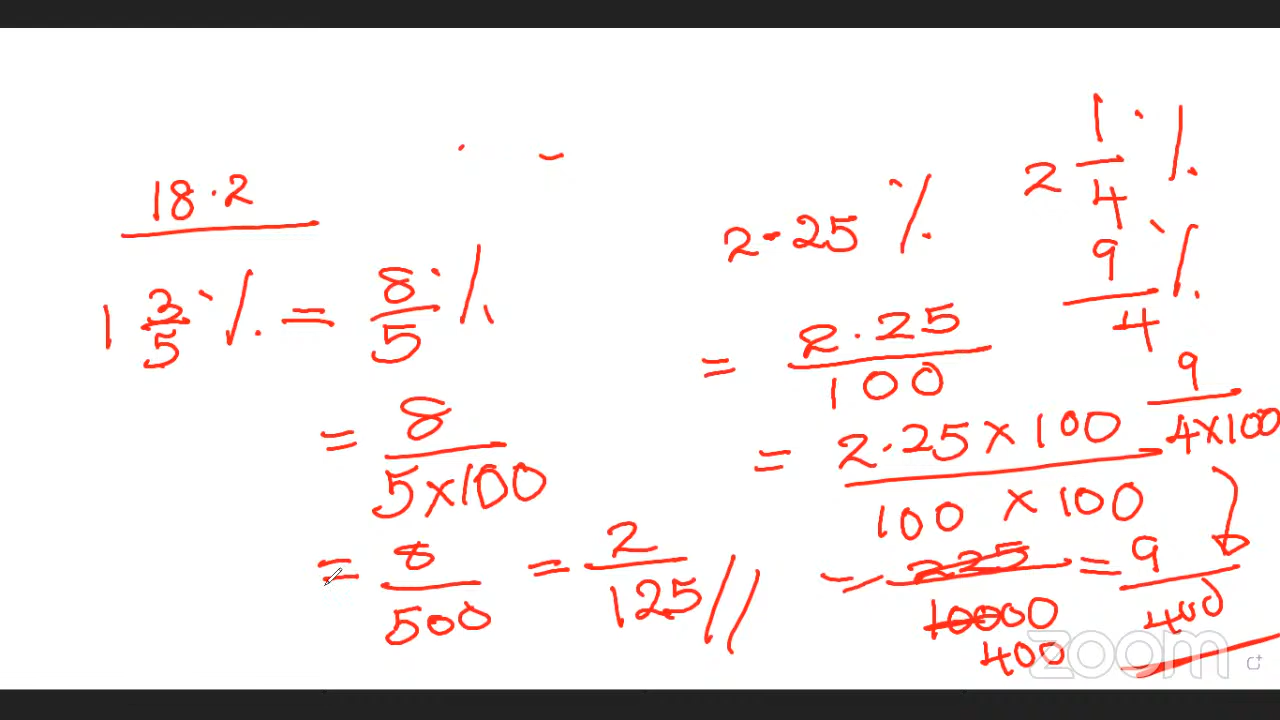 18.2
1 3/5 % = 8/5 %
= 8/(5×100)
= 8/500 = 2/125 //
2.25 %
= 2.25/100
= (2.25×100)/(100×100)
= 225/10000 = 9/400
400
2 1/4 %
9/4 %
9/(4×100)
zoom